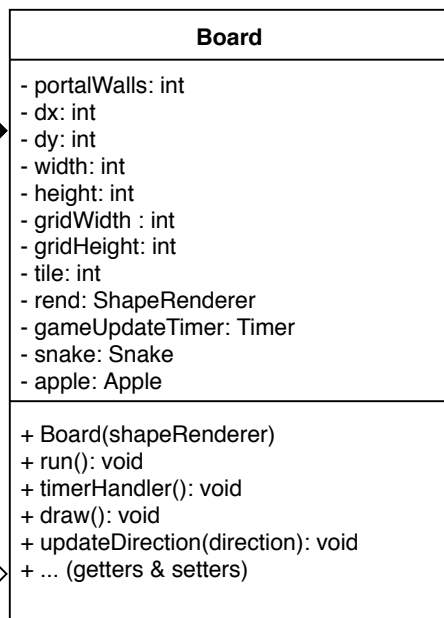 Board
- portalWalls: int
- dx: int
- dy: int
- width: int
- height: int
- gridWidth : int
- gridHeight: int
- tile: int
- rend: ShapeRenderer
- gameUpdateTimer: Timer
- snake: Snake
- apple: Apple
+ Board(shapeRenderer)
+ run(): void
+ timerHandler(): void
+ draw(): void
+ updateDirection(direction): void
+ ... (getters & setters)